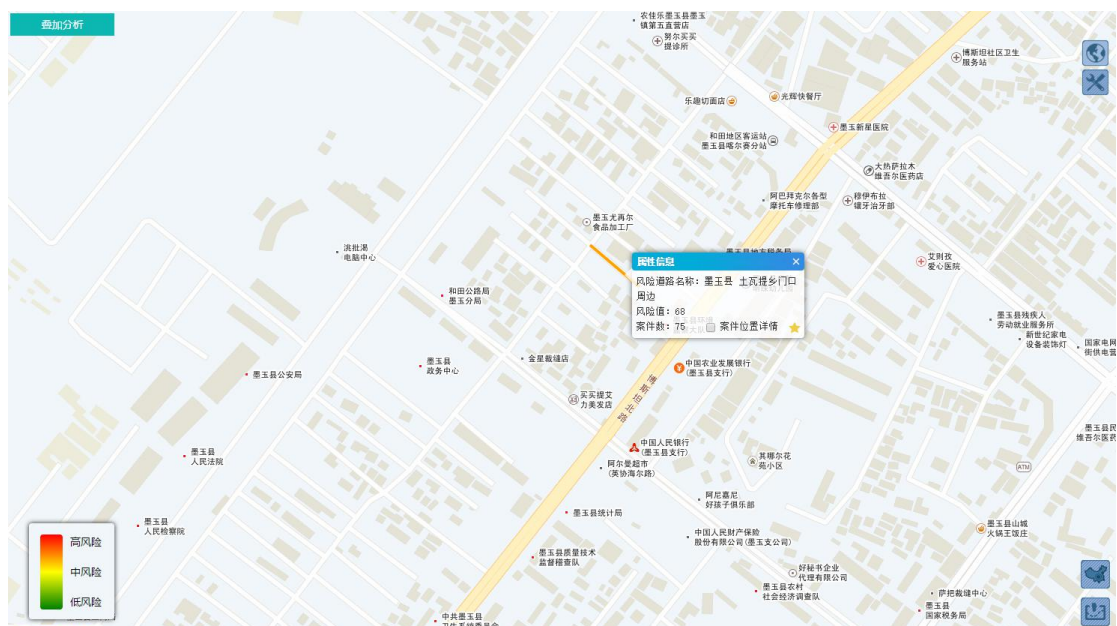 叠加分析
农佳乐墨玉县墨玉
镇第五直营店
努尔买买
提诊所
博斯坦社区卫生
服务站
乐趣切面店
光辉快餐厅
墨玉新星医院
和田地区客运站
墨玉县喀尔赛分站
大热萨拉木
维吾尔医药店
阿巴拜克尔各型
摩托车修理部
穆伊布拉
镶牙治牙部
墨玉尤再尔
食品加工厂
洮批渴
电脑中心
墨玉县地方税务局
艾则孜
爱心医院
属性信息
风险道路名称：墨玉县 土瓦提乡门口
周边
风险值：68
案件数：75 案件位置详情
和田公路局
墨玉分局
墨玉县残疾人
劳动就业服务所
新世纪家电
设备装饰灯
国家电网
街供电营
墨玉县
政务中心
金星裁缝店
中国农业发展银行
(墨玉县支行)
墨玉县公安局
买买提艾
力美发店
博斯坦北路
墨玉县民
维吾尔医药
墨玉县
人民法院
中国人民银行
(墨玉县支行)
阿尔曼超市
(英协海尔路)
其娜尔花
苑小区
ATM
阿尼嘉尼
好孩子俱乐部
墨玉县统计局
墨玉县
人民检察院
墨玉县山城
火锅王饭庄
中国人民财产保险
股份有限公司(墨玉支公司)
高风险
中风险
低风险
墨玉县质量技术
监督稽查队
好秘书企业
代理有限公司
墨玉县农村
社会经济调查队
萨把裁缝中心
墨玉县
国家税务局
中共墨玉县